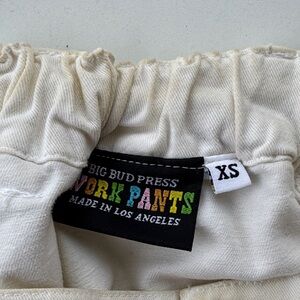 BIG BUD PRESS
WORK PANTS
MADE IN LOS ANGELES
XS